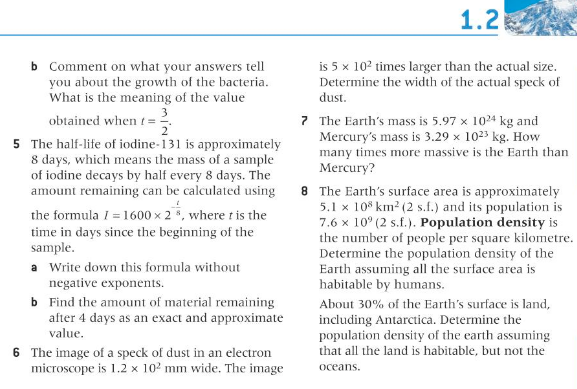 1.2
b Comment on what your answers tell
you about the growth of the bacteria.
What is the meaning of the value
obtained when t = 3/2.
5 The half-life of iodine-131 is approximately
8 days, which means the mass of a sample
of iodine decays by half every 8 days. The
amount remaining can be calculated using
the formula I = 1600 × 2^(-t/8), where t is the
time in days since the beginning of the
sample.
a Write down this formula without
negative exponents.
b Find the amount of material remaining
after 4 days as an exact and approximate
value.
6 The image of a speck of dust in an electron
microscope is 1.2 × 10² mm wide. The image
is 5 × 10² times larger than the actual size.
Determine the width of the actual speck of
dust.
7 The Earth's mass is 5.97 × 10²⁴ kg and
Mercury's mass is 3.29 × 10²³ kg. How
many times more massive is the Earth than
Mercury?
8 The Earth's surface area is approximately
5.1 × 10⁸ km² (2 s.f.) and its population is
7.6 × 10⁹ (2 s.f.). Population density is
the number of people per square kilometre.
Determine the population density of the
Earth assuming all the surface area is
habitable by humans.
About 30% of the Earth's surface is land,
including Antarctica. Determine the
population density of the earth assuming
that all the land is habitable, but not the
oceans.